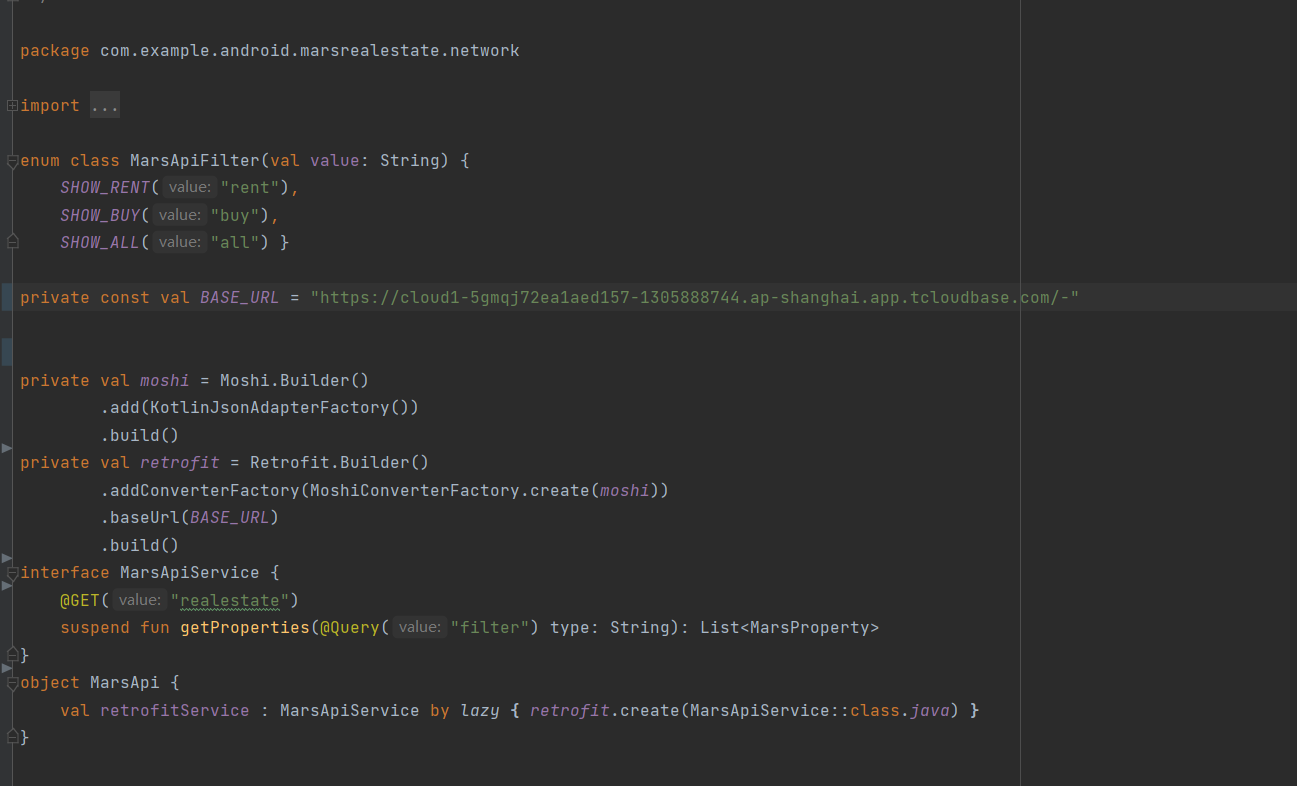 package com.example.android.marsrealestate.network
import ...
enum class MarsApiFilter(val value: String) {
SHOW_RENT( value: "rent"),
SHOW_BUY( value: "buy"),
SHOW_ALL( value: "all") }
private const val BASE_URL = "https://cloud1-5gmqj72ea1aed157-1305888744.ap-shanghai.app.tcloudbase.com/-"
private val moshi = Moshi.Builder()
.add(KotlinJsonAdapterFactory())
.build()
private val retrofit = Retrofit.Builder()
.addConverterFactory(MoshiConverterFactory.create(moshi))
.baseUrl(BASE_URL)
.build()
interface MarsApiService {
@GET( value: "realestate")
suspend fun getProperties(@Query( value: "filter") type: String): List<MarsProperty>
}
object MarsApi {
val retrofitService : MarsApiService by lazy { retrofit.create(MarsApiService::class.java) }
}